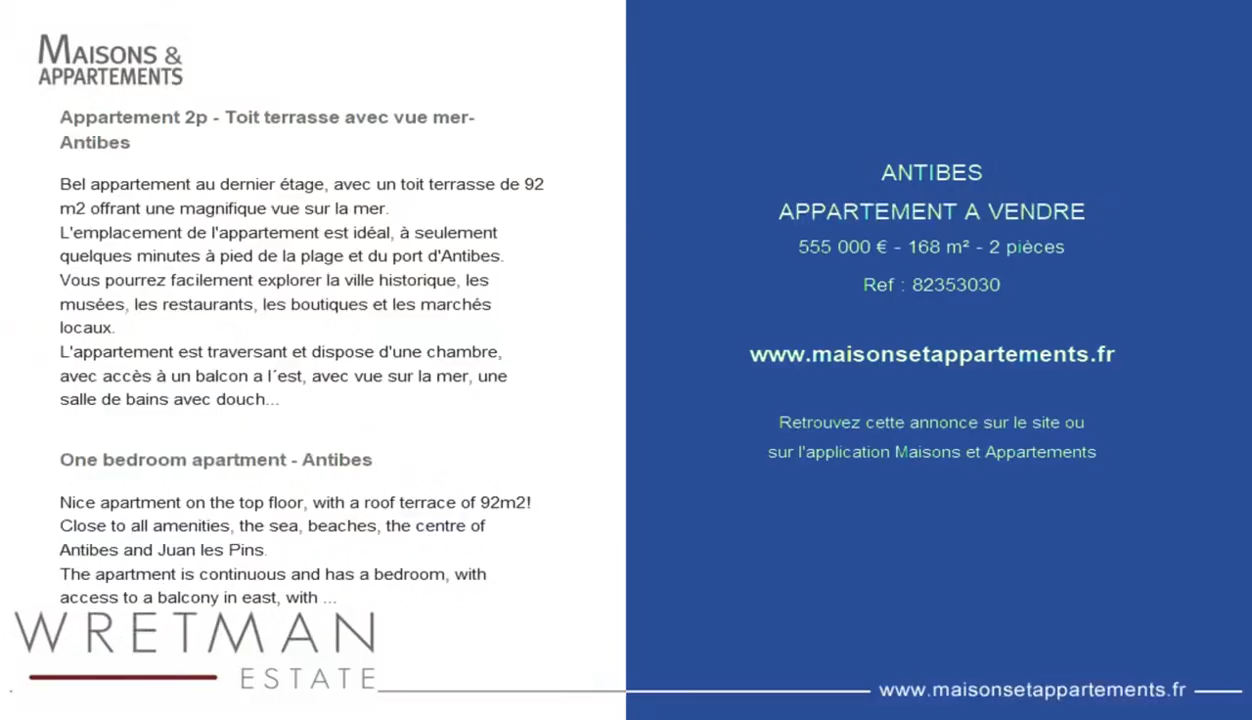 MAISONS &
APPARTEMENTS
Appartement 2p - Toit terrasse avec vue mer-
Antibes
Bel appartement au dernier étage, avec un toit terrasse de 92
m2 offrant une magnifique vue sur la mer.
L'emplacement de l'appartement est idéal, à seulement
quelques minutes à pied de la plage et du port d'Antibes.
Vous pourrez facilement explorer la ville historique, les
musées, les restaurants, les boutiques et les marchés
locaux.
L'appartement est traversant et dispose d'une chambre,
avec accès à un balcon a l´est, avec vue sur la mer, une
salle de bains avec douch...
One bedroom apartment - Antibes
Nice apartment on the top floor, with a roof terrace of 92m2!
Close to all amenities, the sea, beaches, the centre of
Antibes and Juan les Pins.
The apartment is continuous and has a bedroom, with
access to a balcony in east, with ...
WRETMAN
ESTATE
ANTIBES
APPARTEMENT A VENDRE
555 000 € - 168 m² - 2 pièces
Ref : 82353030
www.maisonsetappartements.fr
Retrouvez cette annonce sur le site ou
sur l'application Maisons et Appartements
www.maisonsetappartements.fr